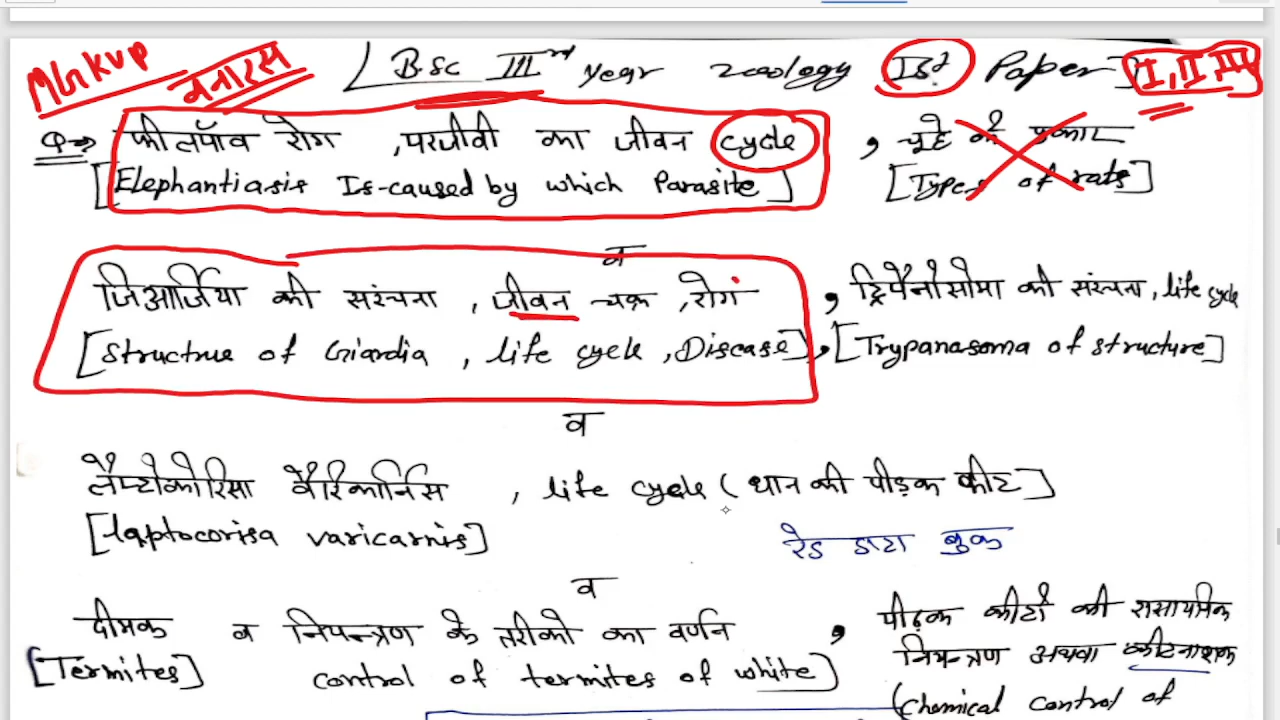 MGKVP
बनारस
[BSC IIIrd year zoology Ist Paper] I, II III
Q→ फीलपाँव रोग , परजीवी का जीवन cycle , चूहे की प्रकार
[Elephantiasis Is-caused by which Parasite] [Types of rats]
व
जिआर्जिया की संरचना , जीवन चक्र , रोग , ट्रिपैनोसोमा की संरचना, life cycle
[Structrue of Giardia , life cycle , Disease], [Trypanasoma of structure]
व
लैप्टोकोरिसा वैरिकार्निस , life cycle (धान की पीड़क कीट]
[laptocorisa varicarnis]
रेड डाटा बुक
व
दीमक व नियन्त्रण के तरीको का वर्णन , पीढ़क कीटों की रासायनिक
[Termites] control of termites of white] नियन्त्रण अथवा कीटनाशक
(chemical control of